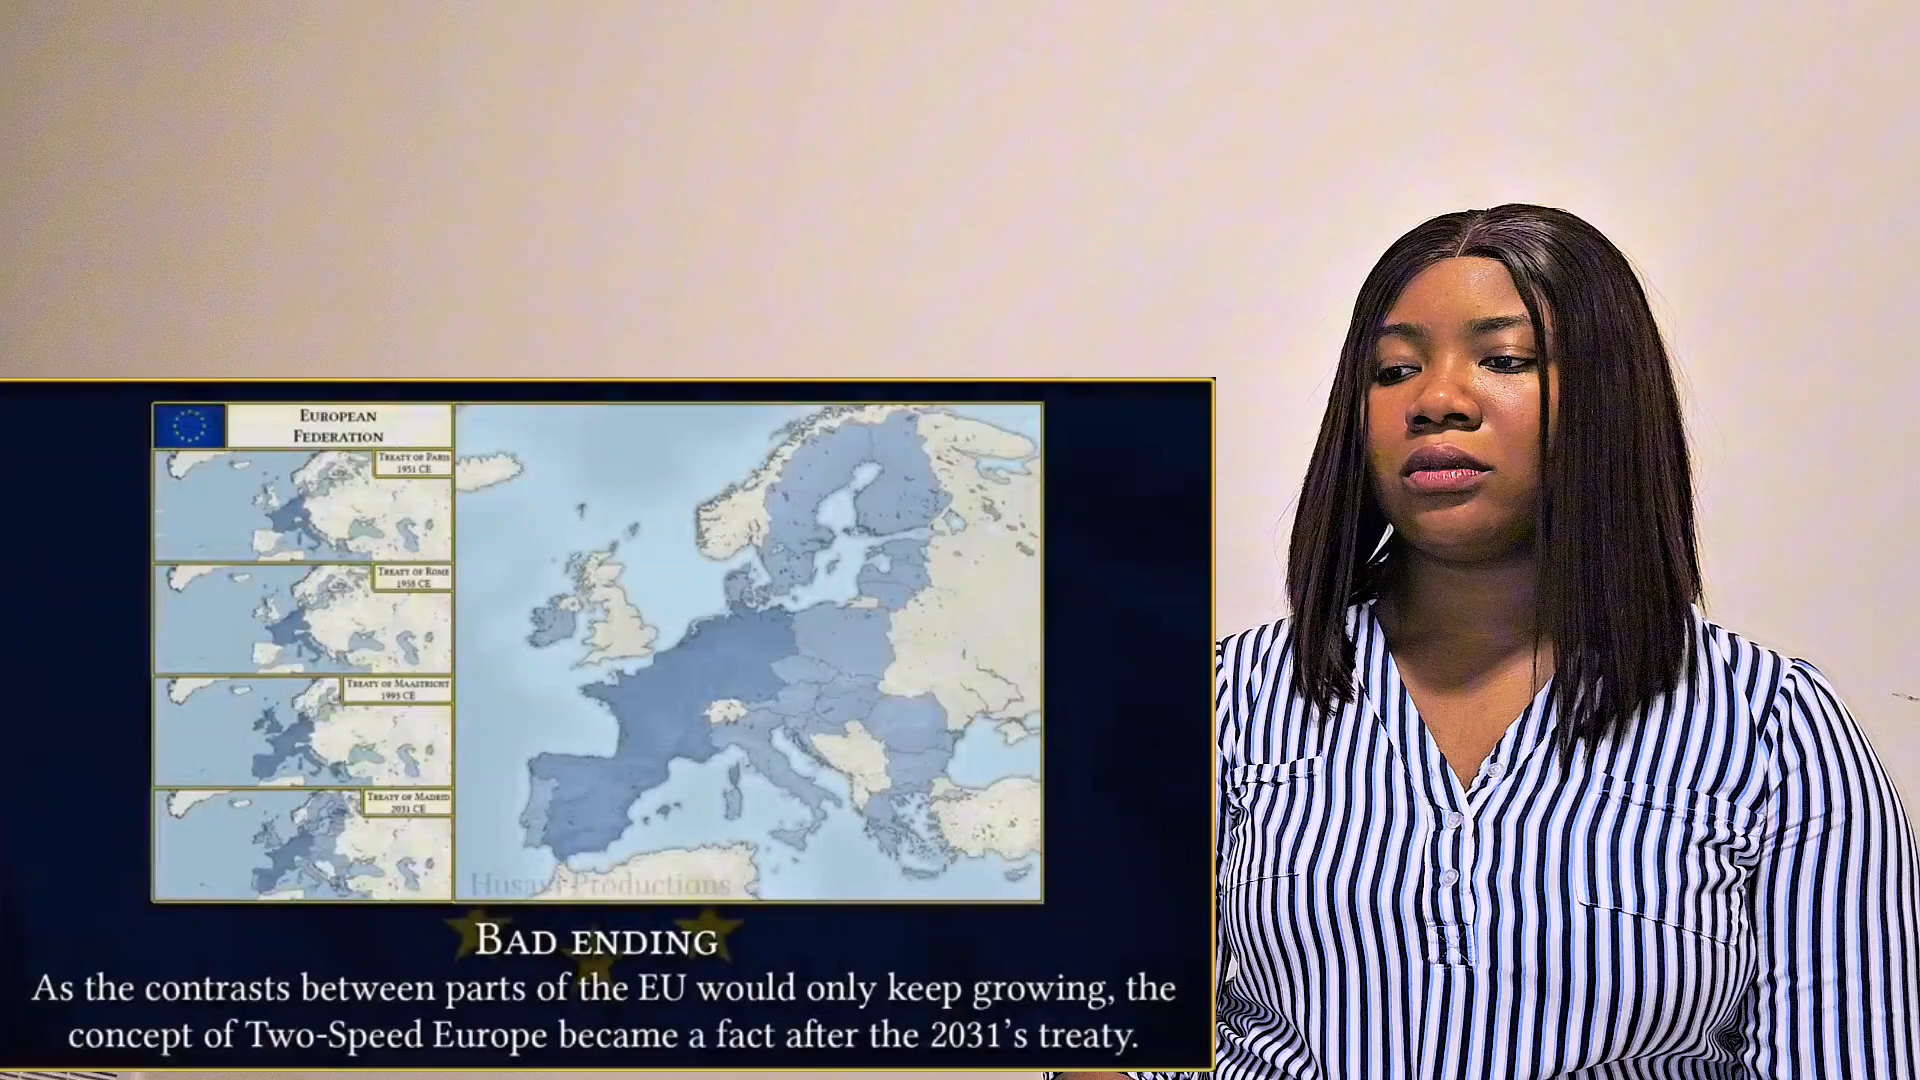 EUROPEAN
FEDERATION
TREATY OF PARIS
1951 CE
TREATY OF ROME
1958 CE
TREATY OF MAASTRICHT
1993 CE
TREATY OF MADRID
2031 CE
Husavi Productions
BAD ENDING
As the contrasts between parts of the EU would only keep growing, the
concept of Two-Speed Europe became a fact after the 2031's treaty.